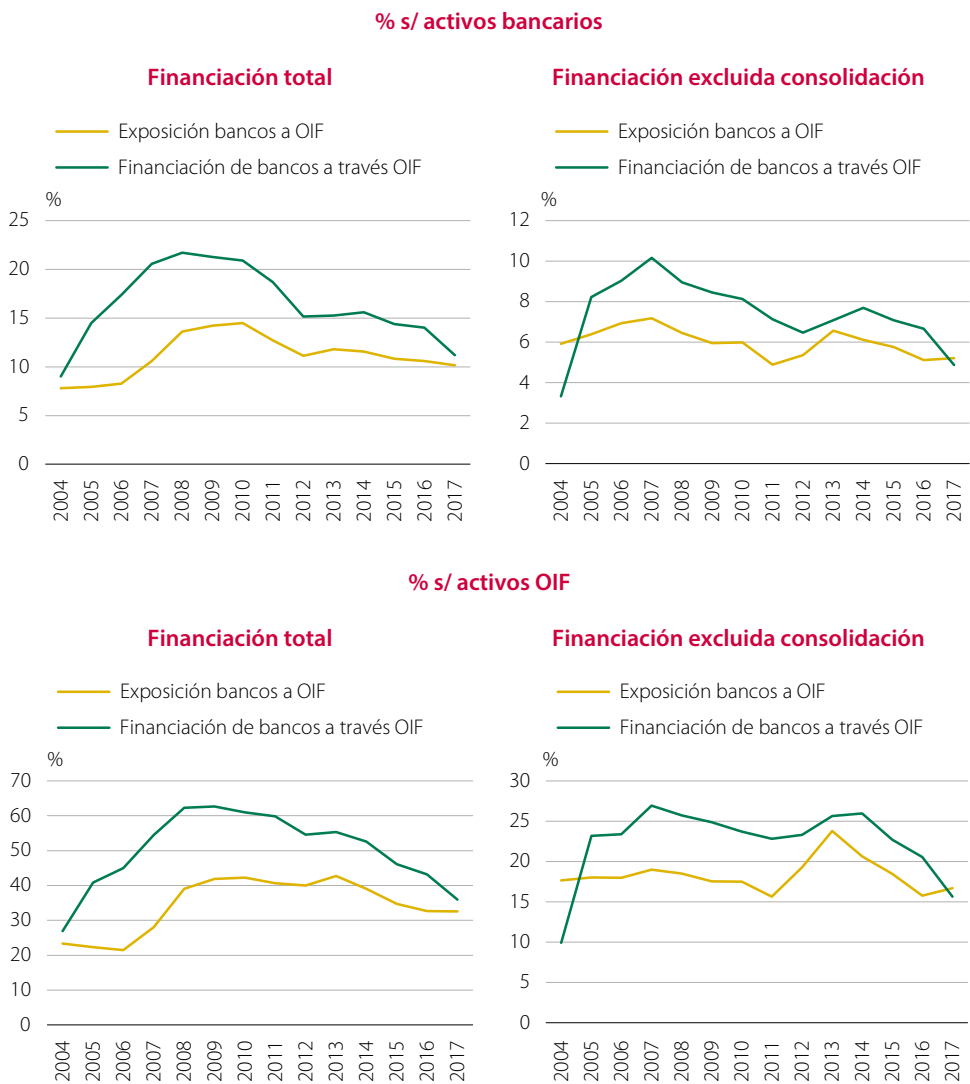 % s/ activos bancarios
Financiación total
Exposición bancos a OIF
Financiación de bancos a través OIF
%
25
20
15
10
5
0
2004 2005 2006 2007 2008 2009 2010 2011 2012 2013 2014 2015 2016 2017
Financiación excluida consolidación
Exposición bancos a OIF
Financiación de bancos a través OIF
%
12
10
8
6
4
2
0
2004 2005 2006 2007 2008 2009 2010 2011 2012 2013 2014 2015 2016 2017
% s/ activos OIF
Financiación total
Exposición bancos a OIF
Financiación de bancos a través OIF
%
70
60
50
40
30
20
10
0
2004 2005 2006 2007 2008 2009 2010 2011 2012 2013 2014 2015 2016 2017
Financiación excluida consolidación
Exposición bancos a OIF
Financiación de bancos a través OIF
%
30
25
20
15
10
5
0
2004 2005 2006 2007 2008 2009 2010 2011 2012 2013 2014 2015 2016 2017